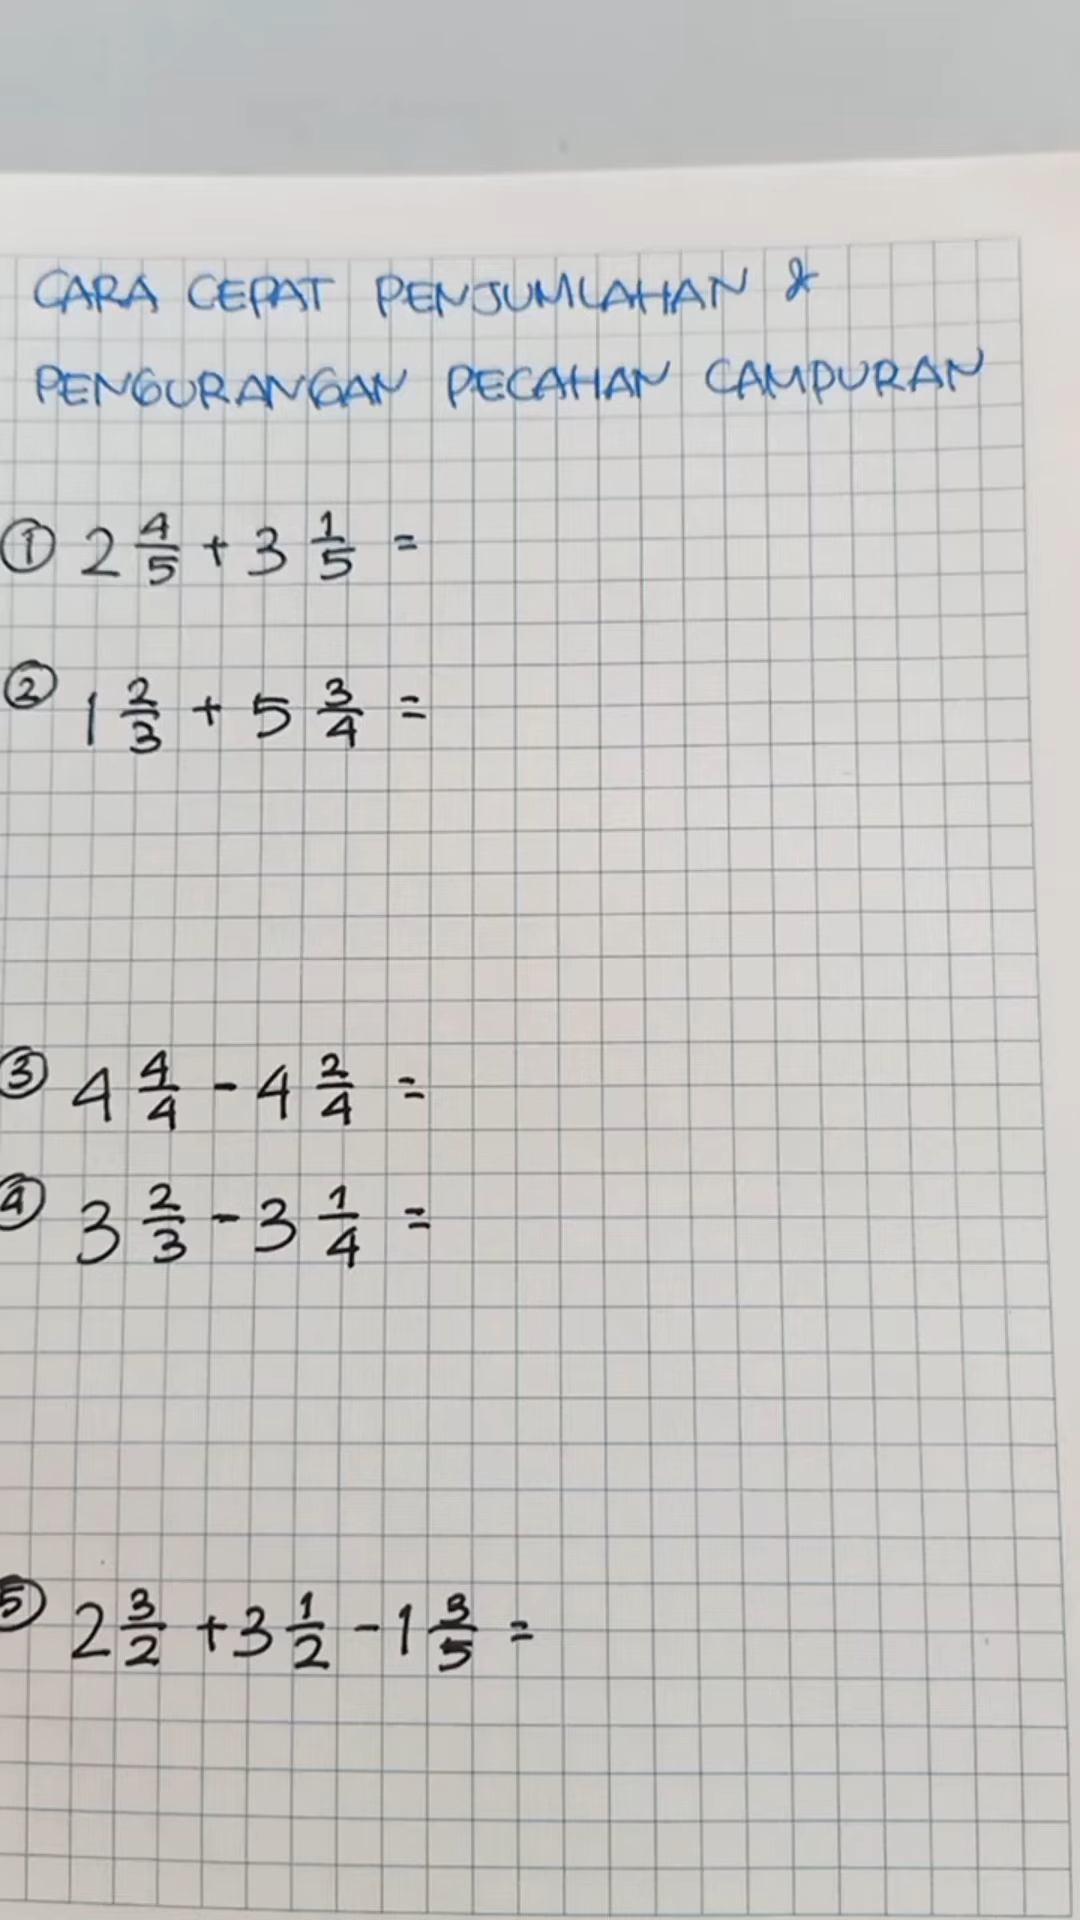 CARA CEPAT PENJUMLAHAN &
PENGURANGAN PECAHAN CAMPURAN
① 2 4/5 + 3 1/5 =
② 1 2/3 + 5 3/4 =
③ 4 4/4 - 4 2/4 =
④ 3 2/3 - 3 1/4 =
⑤ 2 3/2 + 3 1/2 - 1 3/5 =